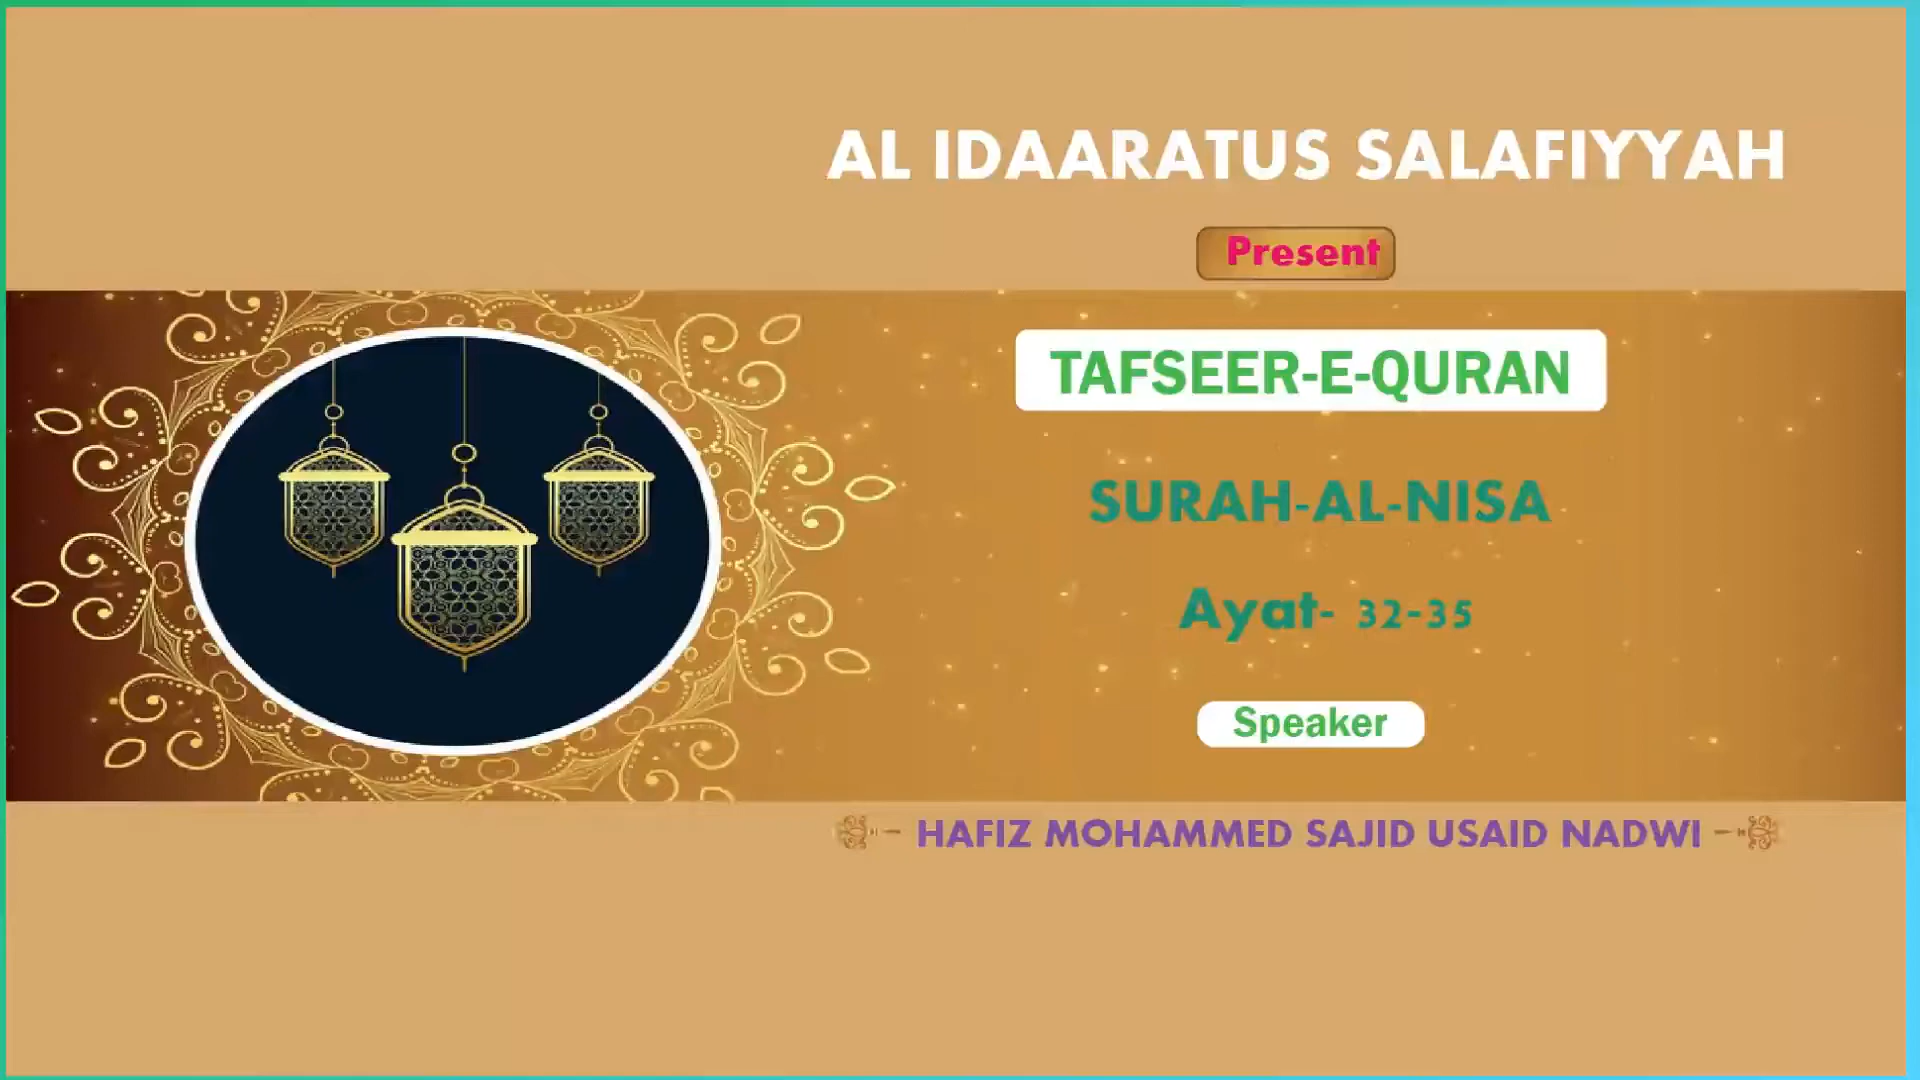 AL IDAARATUS SALAFIYYAH
Present
TAFSEER-E-QURAN
SURAH-AL-NISA
Ayat- 32-35
Speaker
HAFIZ MOHAMMED SAJID USAID NADWI